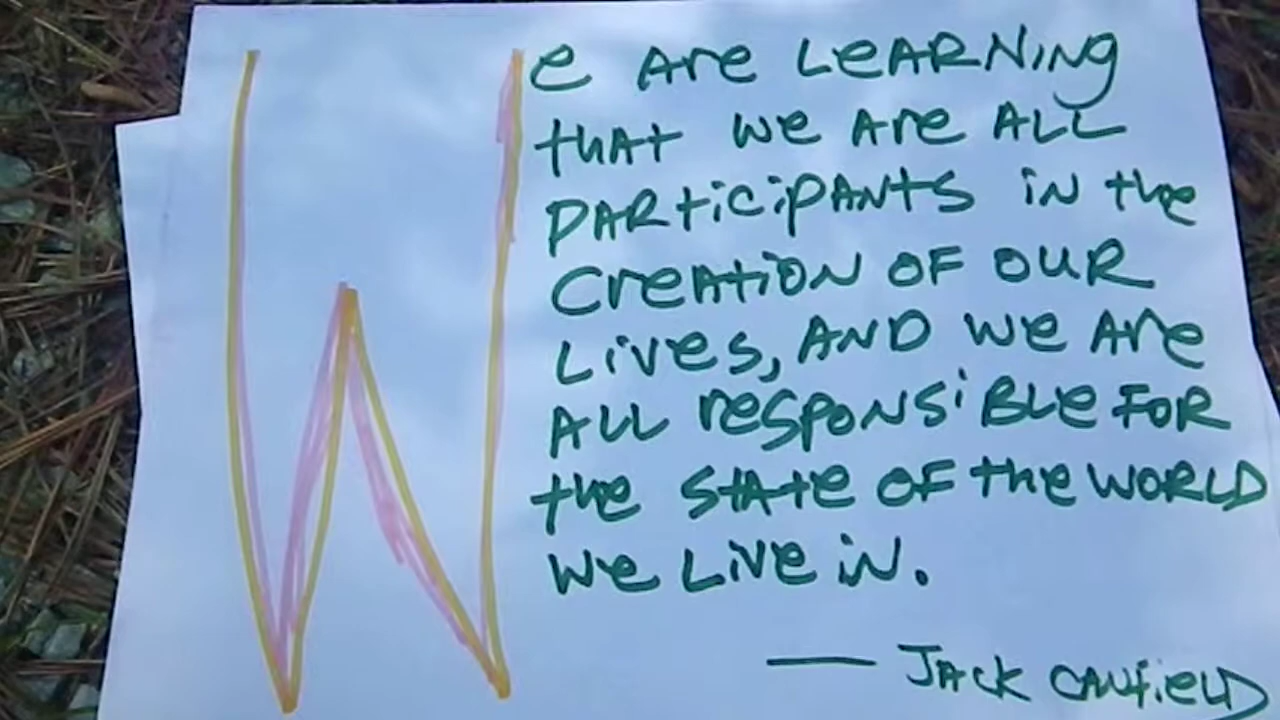 We Are LeARNiNg
tHAt we Are ALL
PARticiPANtS iN the
CreAtiON OF OUR
Lives, AND we Are
ALL resPONSiBLe FOR
the StAte OF the WORLD
we Live iN.
— JAck CANfieLD